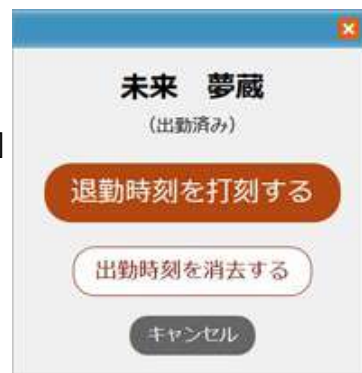 未来　夢蔵
（出勤済み）
退勤時刻を打刻する
出勤時刻を消去する
キャンセル